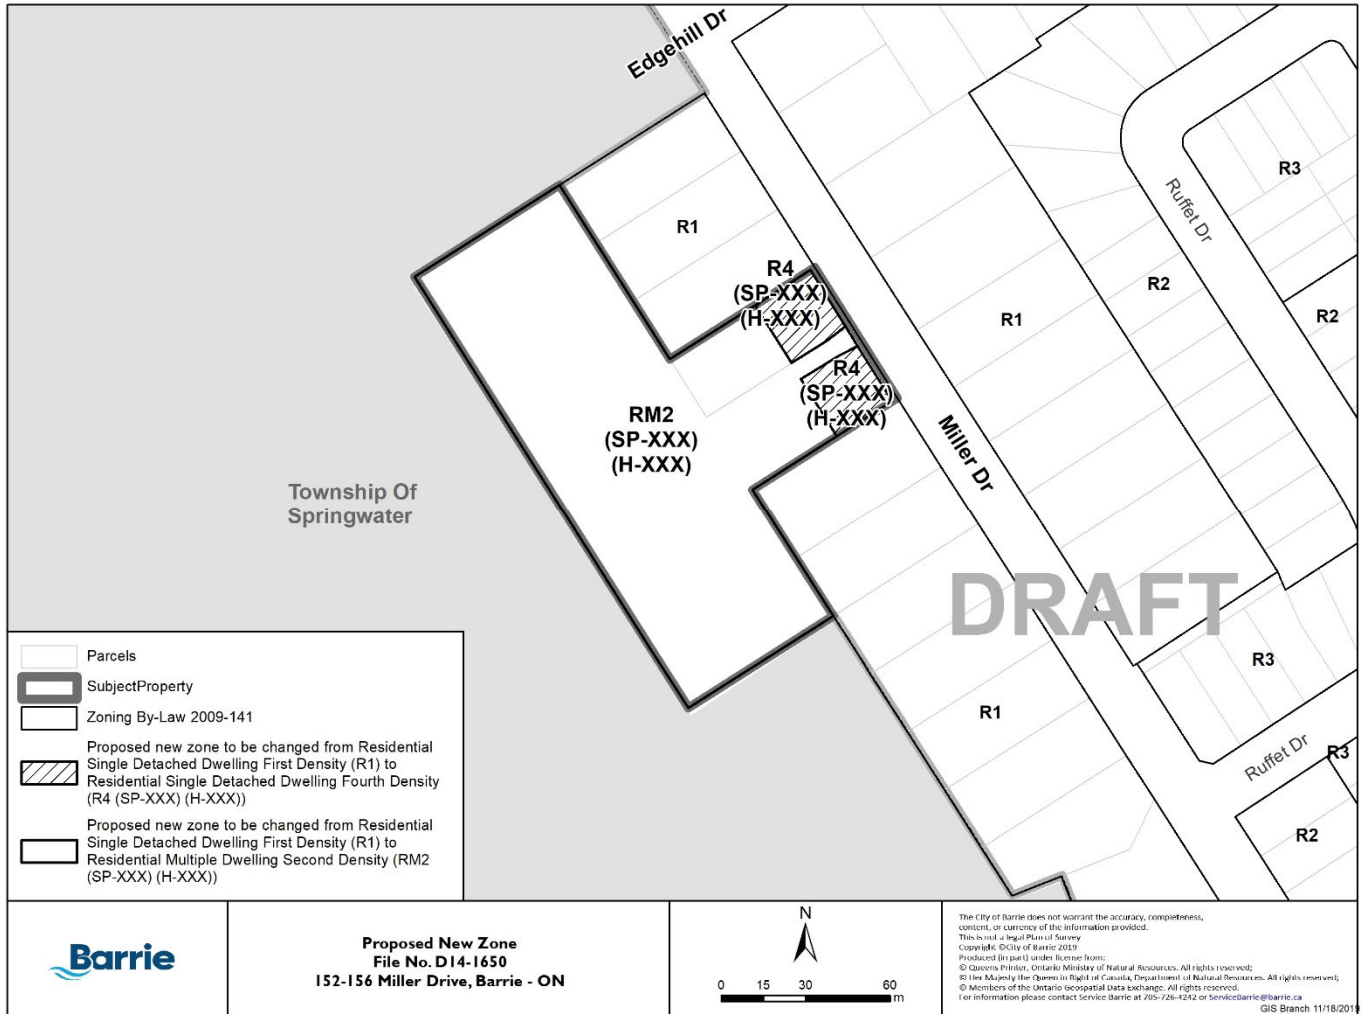 Edgehill Dr
R3
Ruffet Dr
R1
R4
(SP-XXX)
(H-XXX)
R2
R2
R1
R4
(SP-XXX)
(H-XXX)
RM2
(SP-XXX)
(H-XXX)
Miller Dr
Township Of
Springwater
DRAFT
R3
R1
Ruffet Dr
R3
R2
Parcels
SubjectProperty
Zoning By-Law 2009-141
Proposed new zone to be changed from Residential
Single Detached Dwelling First Density (R1) to
Residential Single Detached Dwelling Fourth Density
(R4 (SP-XXX) (H-XXX))
Proposed new zone to be changed from Residential
Single Detached Dwelling First Density (R1) to
Residential Multiple Dwelling Second Density (RM2
(SP-XXX) (H-XXX))
Barrie
Proposed New Zone
File No. D14-1650
152-156 Miller Drive, Barrie - ON
N
0 15 30 60
m
The City of Barrie does not warrant the accuracy, completeness,
content, or currency of the information provided.
This is not a legal Plan of Survey
Copyright ©City of Barrie 2019
Produced (in part) under license from:
© Queens Printer, Ontario Ministry of Natural Resources. All rights reserved;
© Her Majesty the Queen in Right of Canada, Department of Natural Resources. All rights reserved;
© Members of the Ontario Geospatial Data Exchange. All rights reserved.
For information please contact Service Barrie at 705-726-4242 or ServiceBarrie@barrie.ca
GIS Branch 11/18/2019